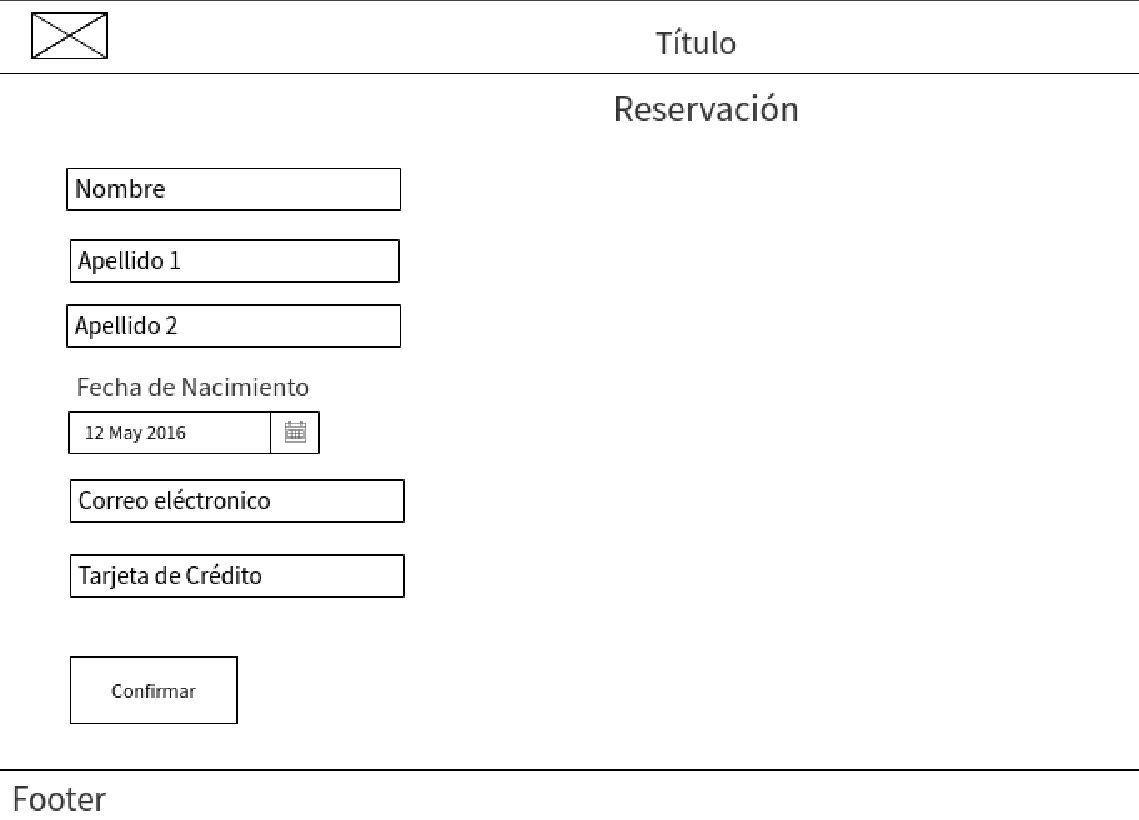 Título
Reservación
Nombre
Apellido 1
Apellido 2
Fecha de Nacimiento
12 May 2016
Correo eléctronico
Tarjeta de Crédito
Confirmar
Footer